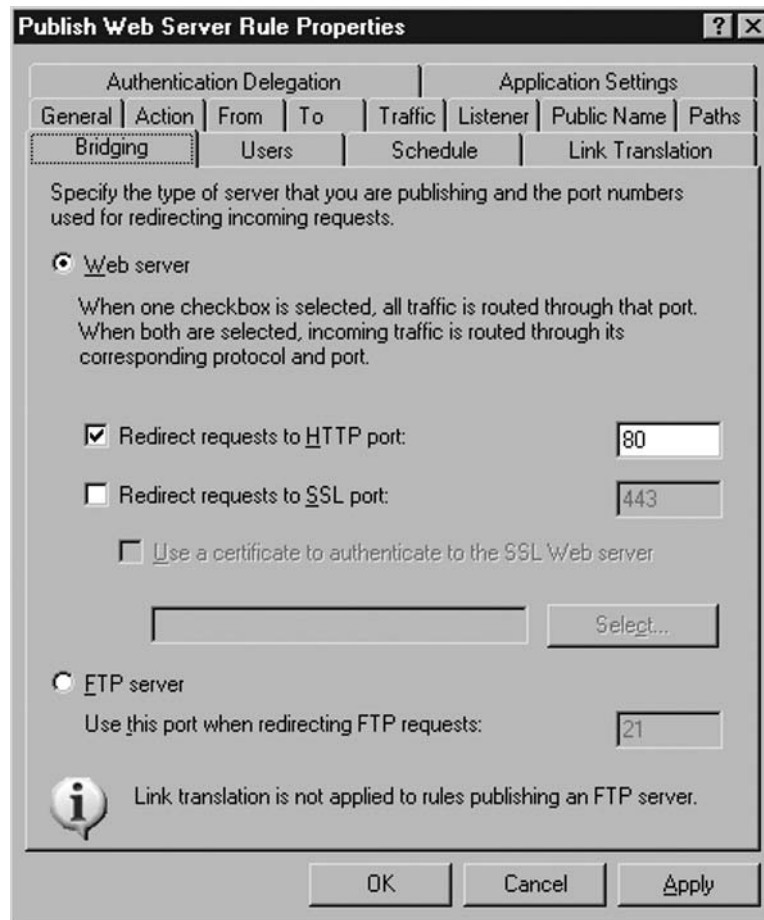 Publish Web Server Rule Properties
Authentication Delegation Application Settings
General Action From To Traffic Listener Public Name Paths
Bridging Users Schedule Link Translation
Specify the type of server that you are publishing and the port numbers
used for redirecting incoming requests.
Web server
When one checkbox is selected, all traffic is routed through that port.
When both are selected, incoming traffic is routed through its
corresponding protocol and port.
Redirect requests to HTTP port: 80
Redirect requests to SSL port: 443
Use a certificate to authenticate to the SSL Web server
Select...
FTP server
Use this port when redirecting FTP requests: 21
Link translation is not applied to rules publishing an FTP server.
OK Cancel Apply